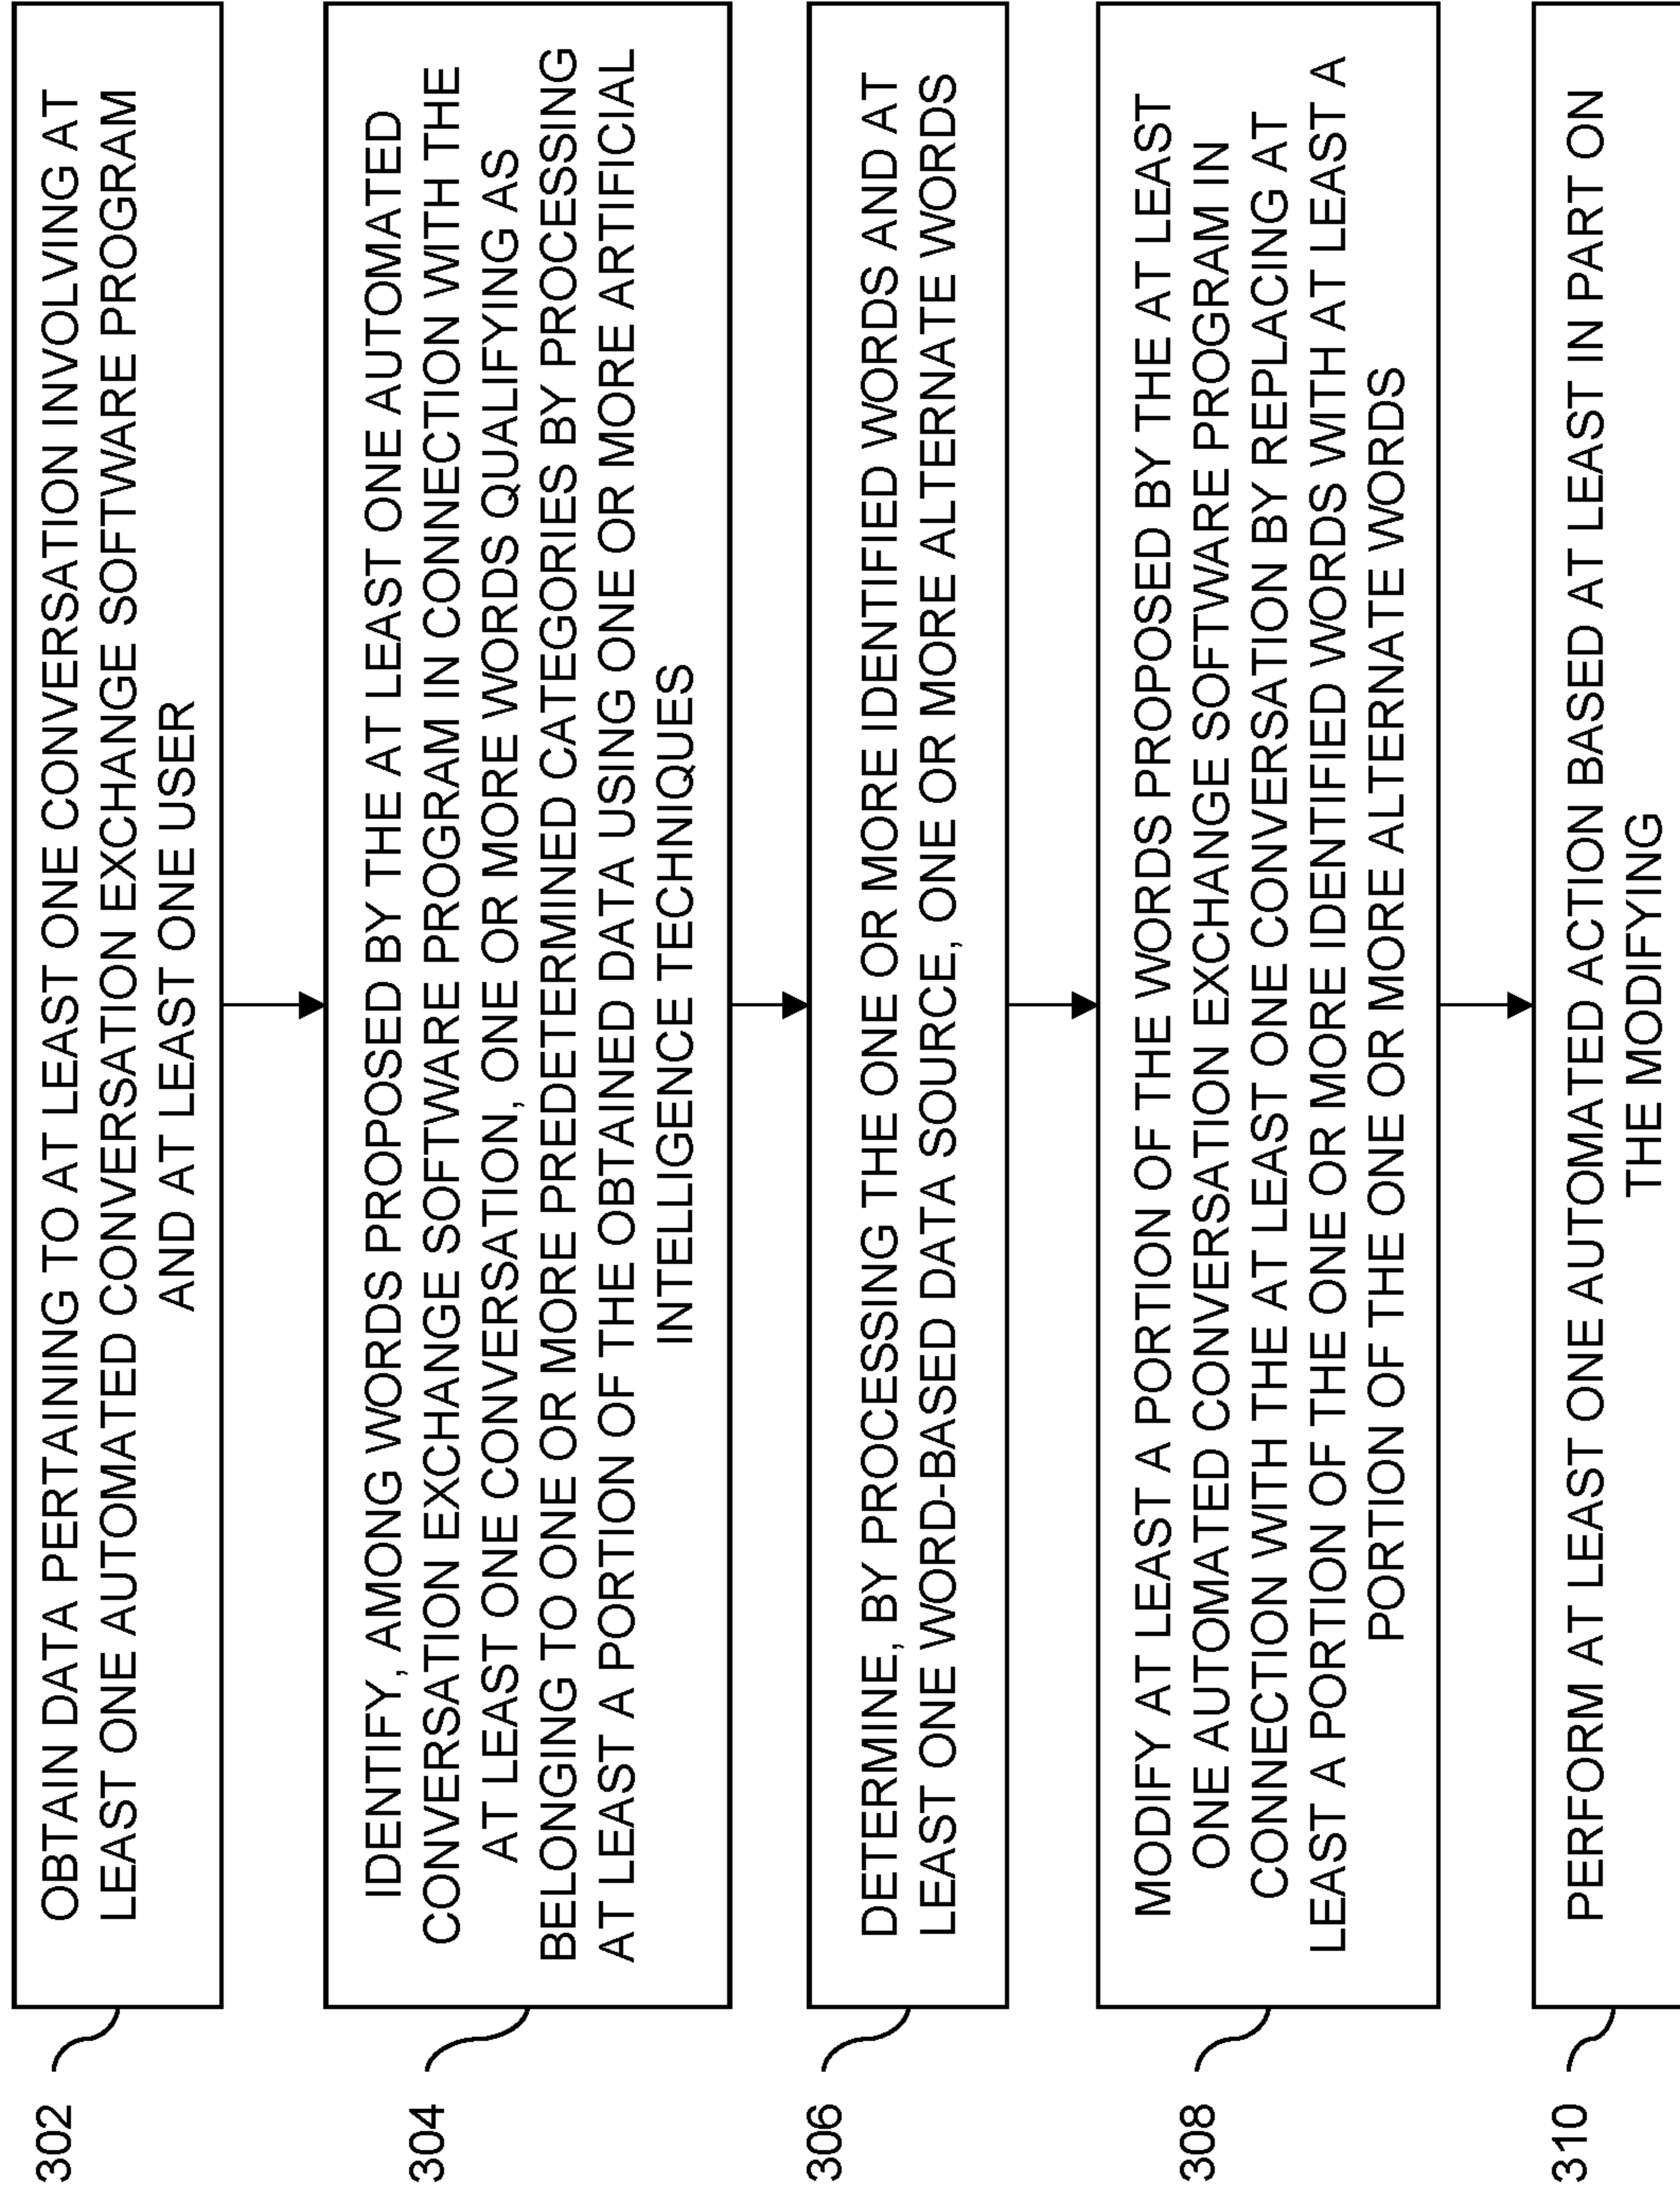 302
OBTAIN DATA PERTAINING TO AT LEAST ONE CONVERSATION INVOLVING AT
LEAST ONE AUTOMATED CONVERSATION EXCHANGE SOFTWARE PROGRAM
AND AT LEAST ONE USER
304
IDENTIFY, AMONG WORDS PROPOSED BY THE AT LEAST ONE AUTOMATED
CONVERSATION EXCHANGE SOFTWARE PROGRAM IN CONNECTION WITH THE
AT LEAST ONE CONVERSATION, ONE OR MORE WORDS QUALIFYING AS
BELONGING TO ONE OR MORE PREDETERMINED CATEGORIES BY PROCESSING
AT LEAST A PORTION OF THE OBTAINED DATA USING ONE OR MORE ARTIFICIAL
INTELLIGENCE TECHNIQUES
306
DETERMINE, BY PROCESSING THE ONE OR MORE IDENTIFIED WORDS AND AT
LEAST ONE WORD-BASED DATA SOURCE, ONE OR MORE ALTERNATE WORDS
308
MODIFY AT LEAST A PORTION OF THE WORDS PROPOSED BY THE AT LEAST
ONE AUTOMATED CONVERSATION EXCHANGE SOFTWARE PROGRAM IN
CONNECTION WITH THE AT LEAST ONE CONVERSATION BY REPLACING AT
LEAST A PORTION OF THE ONE OR MORE IDENTIFIED WORDS WITH AT LEAST A
PORTION OF THE ONE OR MORE ALTERNATE WORDS
310
PERFORM AT LEAST ONE AUTOMATED ACTION BASED AT LEAST IN PART ON
THE MODIFYING